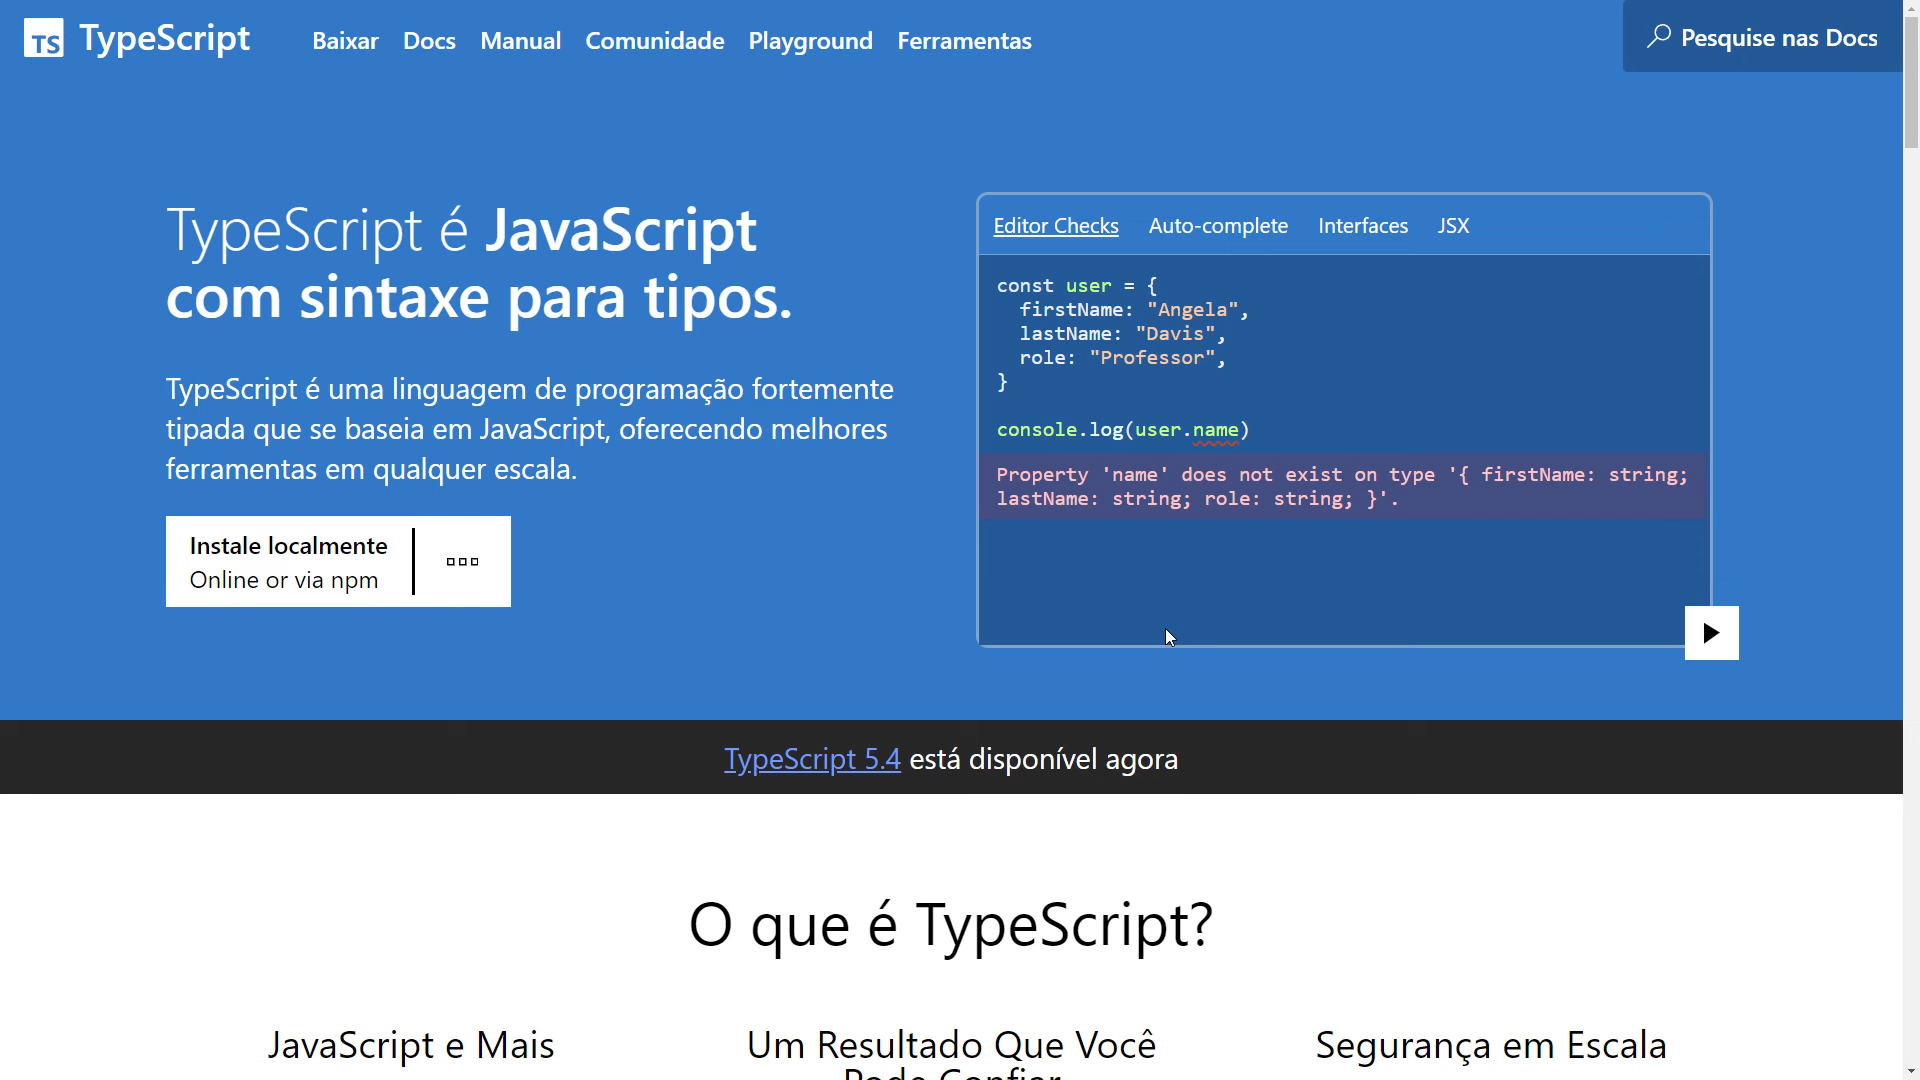 TS TypeScript
Baixar Docs Manual Comunidade Playground Ferramentas
Pesquise nas Docs
TypeScript é JavaScript
com sintaxe para tipos.
TypeScript é uma linguagem de programação fortemente
tipada que se baseia em JavaScript, oferecendo melhores
ferramentas em qualquer escala.
Instale localmente
Online or via npm
Editor Checks Auto-complete Interfaces JSX
const user = {
firstName: "Angela",
lastName: "Davis",
role: "Professor",
}
console.log(user.name)
Property 'name' does not exist on type '{ firstName: string;
lastName: string; role: string; }'.
TypeScript 5.4 está disponível agora
O que é TypeScript?
JavaScript e Mais
Um Resultado Que Você
Pode Confiar
Segurança em Escala